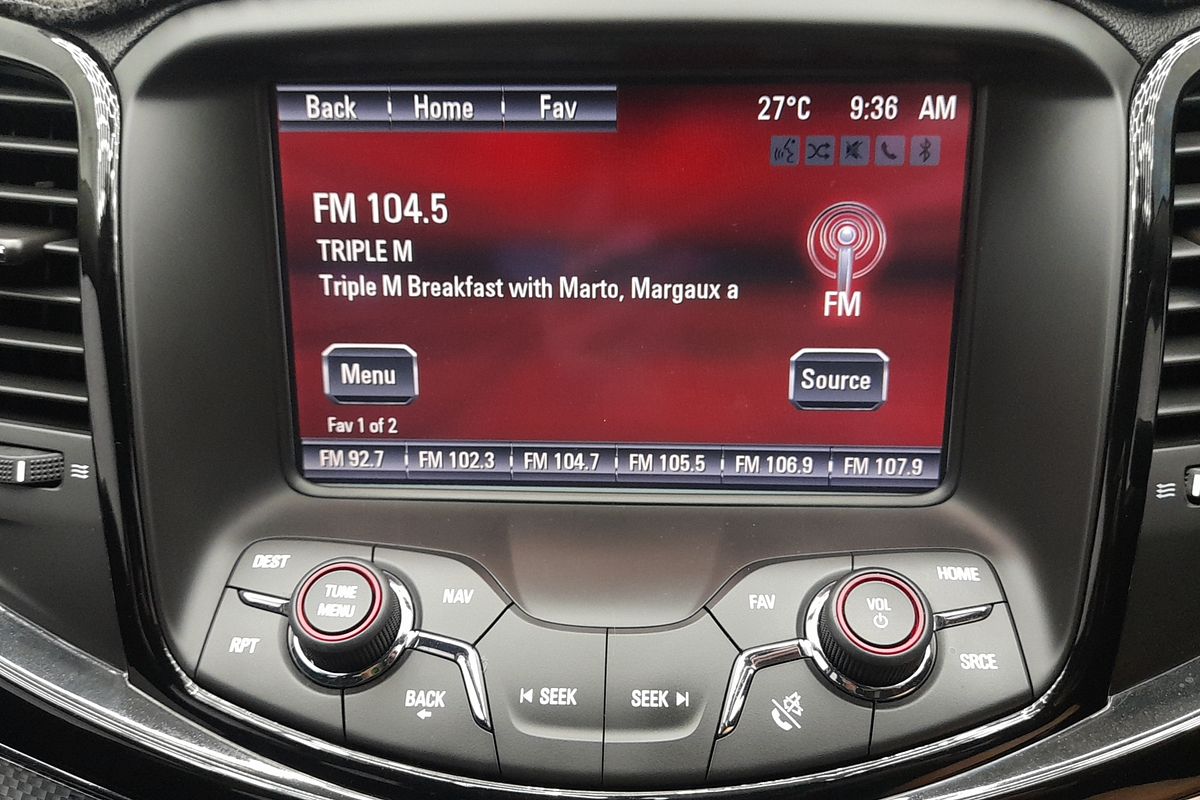 Back Home Fav 27°C 9:36 AM
FM 104.5
TRIPLE M
Triple M Breakfast with Marto, Margaux a
FM
Menu Source
Fav 1 of 2
FM 92.7 FM 102.3 FM 104.7 FM 105.5 FM 106.9 FM 107.9
DEST
TUNE
MENU
NAV
RPT
BACK
SEEK
SEEK
FAV
VOL
HOME
SRCE